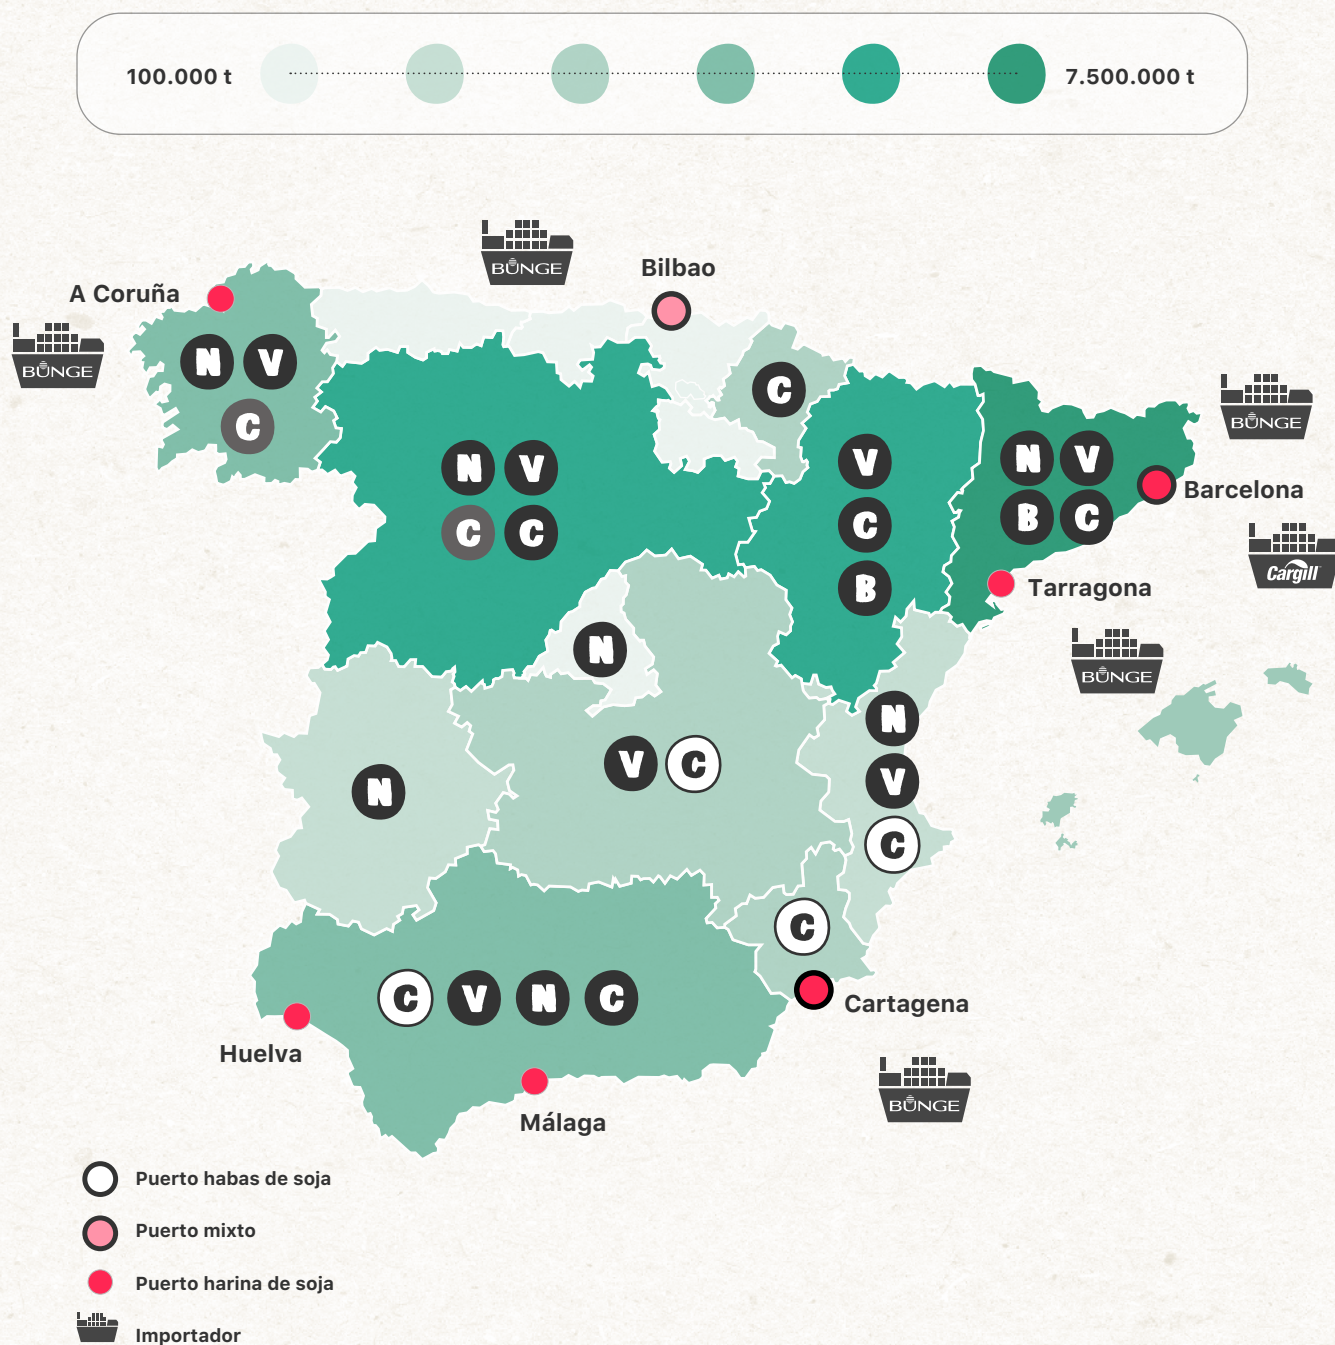 100.000 t
7.500.000 t
BUNGE
Bilbao
A Coruña
BUNGE
N V
C
C
BUNGE
N V
C C
V
C
B
N V
B C
Barcelona
Cargill
Tarragona
N
BUNGE
N
V
C
V C
N
C
C V N C
Cartagena
Huelva
BUNGE
Málaga
Puerto habas de soja
Puerto mixto
Puerto harina de soja
Importador